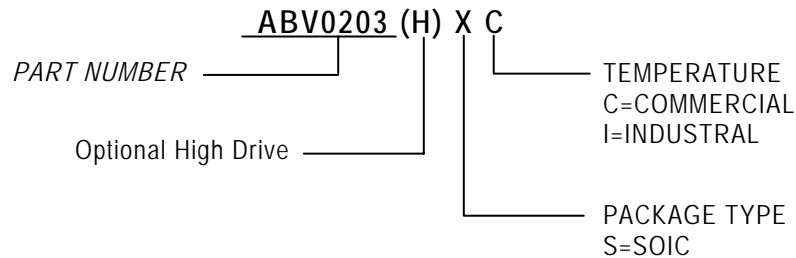 ABV0203 (H) X C
PART NUMBER
TEMPERATURE
C=COMMERCIAL
I=INDUSTRAL
Optional High Drive
PACKAGE TYPE
S=SOIC